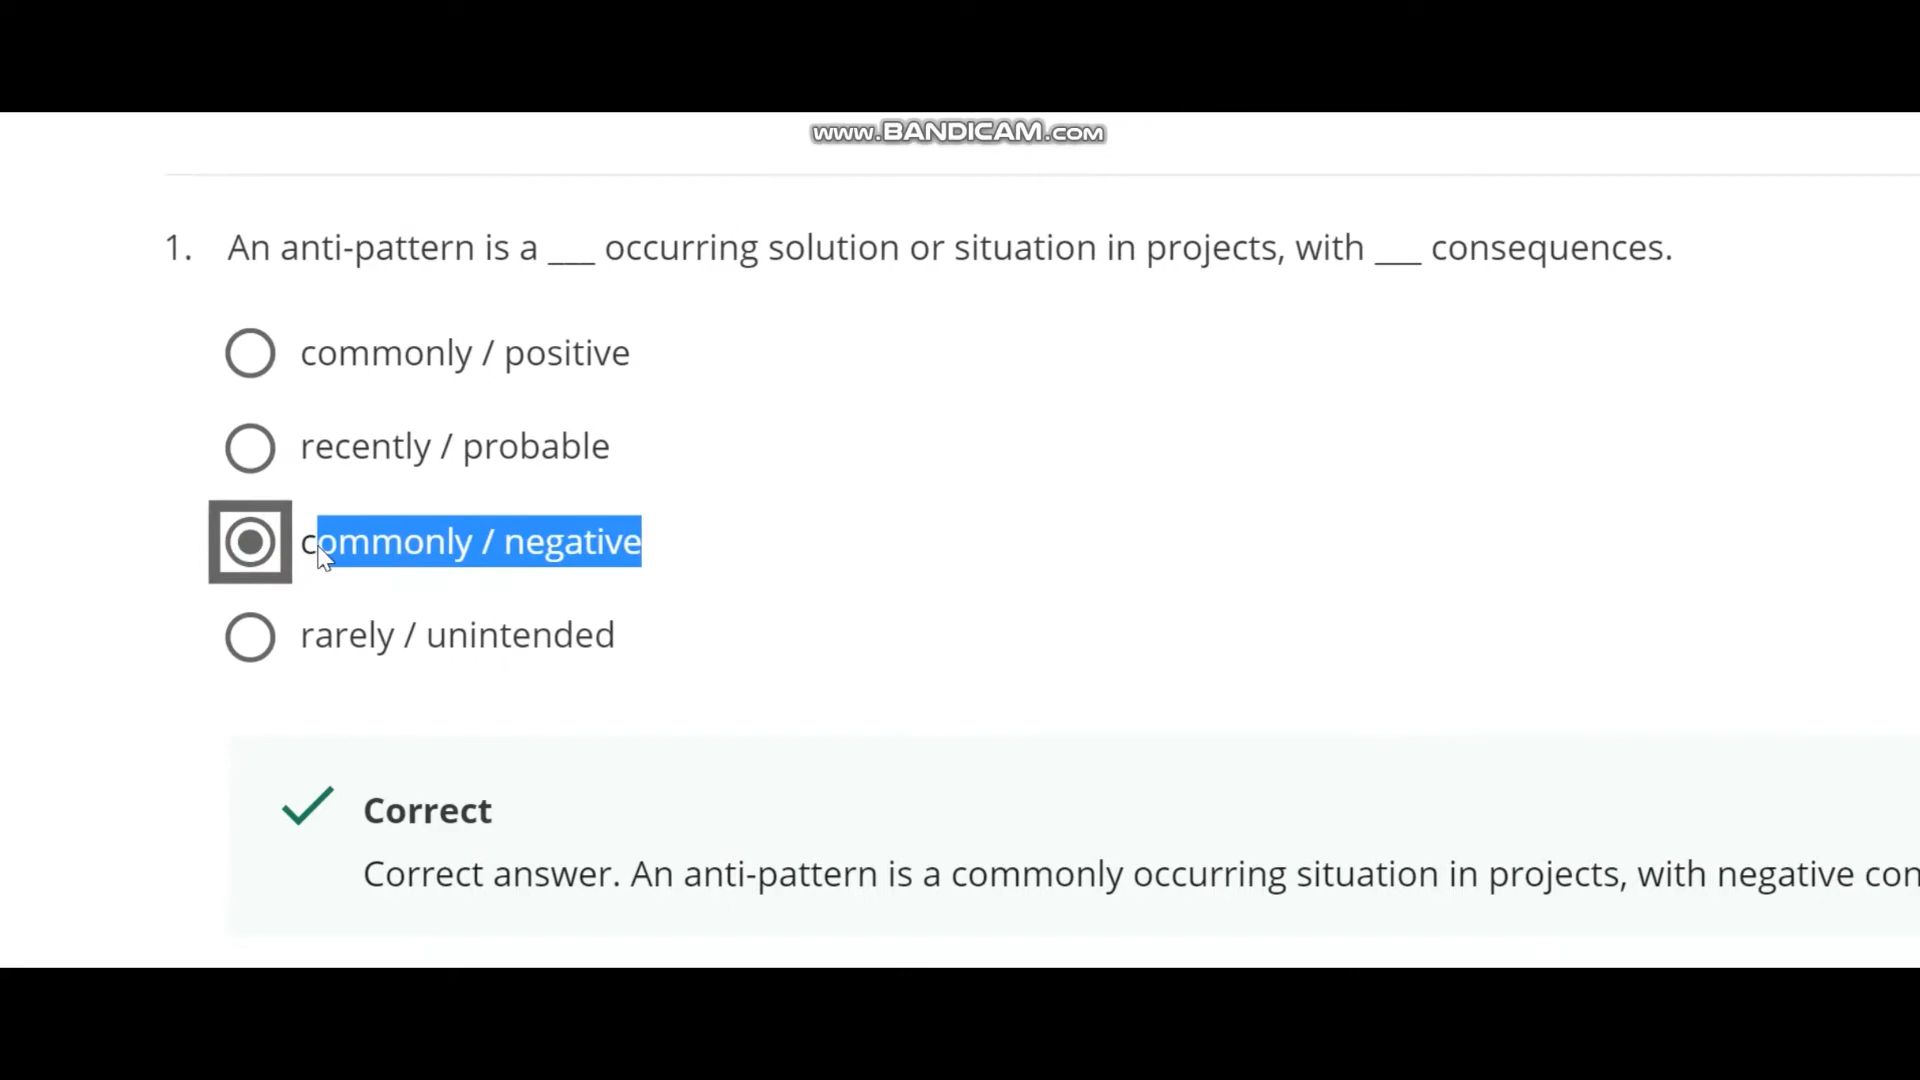 www.BANDICAM.com
1. An anti-pattern is a ___ occurring solution or situation in projects, with ___ consequences.
commonly / positive
recently / probable
commonly / negative
rarely / unintended
Correct
Correct answer. An anti-pattern is a commonly occurring situation in projects, with negative con